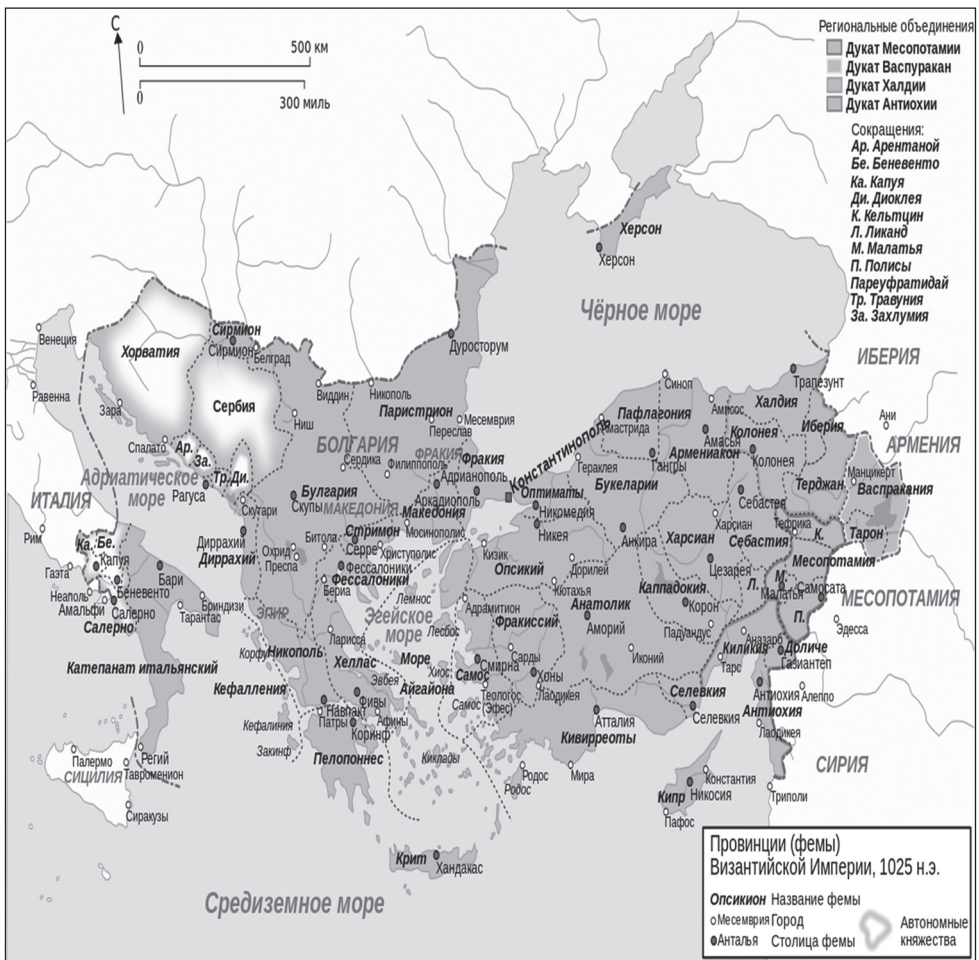 С
0 500 км
0 300 миль
Региональные объединения
Дукат Месопотамии
Дукат Васпуракан
Дукат Халдии
Дукат Антиохии
Сокращения:
Ар. Арентаной
Бе. Беневенто
Ка. Капуя
Ди. Диоклея
К. Кельтцин
Л. Ликанд
М. Малатья
П. Полисы
Пареуфратидай
Тр. Травуния
За. Захлумия
Херсон
Херсон
Чёрное море
ИБЕРИЯ
Венеция
Хорватия
Сирмион
Сирмион
Белград
Дуросторум
Равенна
Зара
Сербия
Виддин
Никополь
Паристрион
Месемврия
Переслав
Ниш
Синоп
Трапезунт
Халдия
Амисос
Пафлагония
Амастрида
Иберия
Ани
АРМЕНИЯ
Спалато
Ар.
За.
БОЛГАРИЯ
ФРАКИЯ
Фракия
Константинополь
Амасья
Колонея
Армениакон
Колонея
Гангры
Гераклея
Букеларии
Сердика
Филиппололь
Адрианополь
Манцикерт
Терджан
Васпракания
Адриатическое
море
Тр.
Ди.
Рагуса
Скутари
Булгария
Скупы
МАКЕДОНИЯ
Аркадиополь
Македония
Мосинополис
Оптиматы
Никомедия
Никея
Себастея
Харсиан
Тефрика
К.
Тарон
ИТАЛИЯ
Рим
Ка.
Бе.
Капуя
Гаэта
Беневенто
Неаполь
Амальфи
Салерно
Салерно
Бари
Бриндизи
Тарантас
Диррахий
Диррахий
Битола
Охрид
Преспа
Стримон
Серре
Христуполис
Фессалоники
Фессалоники
Бериа
Кизик
Опсикий
Дорилей
Анкира
Харсиан
Себастия
Месопотамия
Цезарея
Л.
М.
Малатья
Самосата
МЕСОПОТАМИЯ
П.
Эдесса
Каппадокия
Корон
Котахья
Анатолик
Аморий
Фракиссий
Адрамитион
Лемнос
Эгейское
море
Лесбос
ЭПИР
Корфу
Никополь
Ларисса
Хеллас
Море
Айгайона
Эвбея
Хиос
Самос
Смирна
Сарды
Хоны
Лаодикея
Иконий
Падуандус
Киликия
Тарс
Аназарб
Доличе
Газиантеп
Катепанат итальянский
Кефалления
Кефалиния
Закинф
Навпакт
Патры
Фивы
Афины
Коринф
Пелопоннес
Самос
Теологос
(Эфес)
Киклады
Атталия
Кивирреоты
Селевкия
Селевкия
Антиохия
Антиохия
Алеппо
Лаодикея
Палермо
СИЦИЛИЯ
Регий
Тавроменион
Сиракузы
Родос
Родос
Мира
Константия
Кипр
Никосия
Пафос
СИРИЯ
Триполи
Крит
Хандакас
Средиземное море
Провинции (фемы)
Византийской Империи, 1025 н.э.
Опсикион Название фемы
Месемврия Город
Анталья Столица фемы
Автономные
княжества